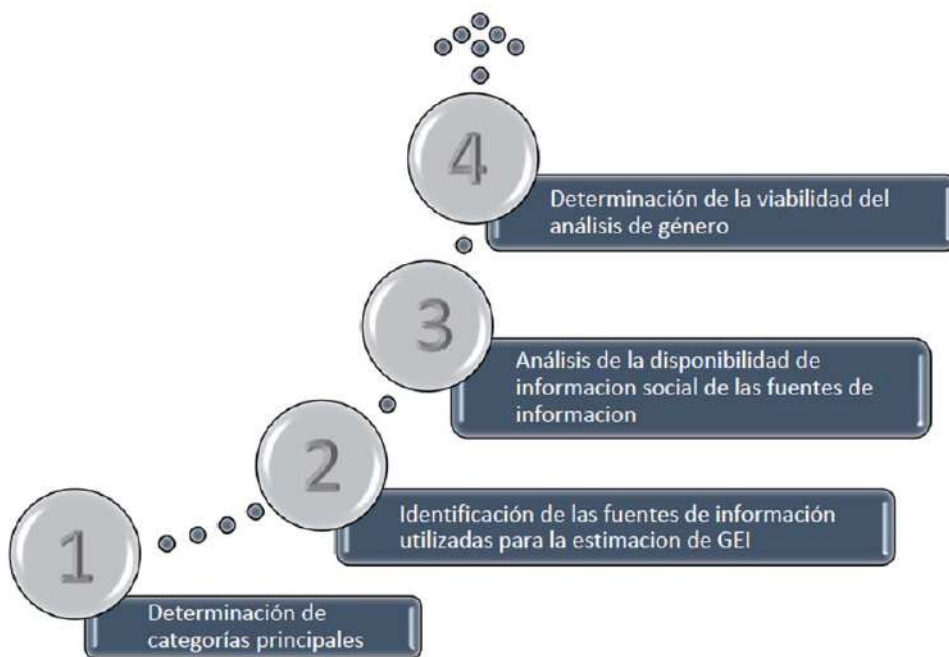 4
Determinación de la viabilidad del
análisis de género
3
Análisis de la disponibilidad de
informacion social de las fuentes de
informacion
2
Identificación de las fuentes de información
utilizadas para la estimacion de GEI
1
Determinación de
categorías principales